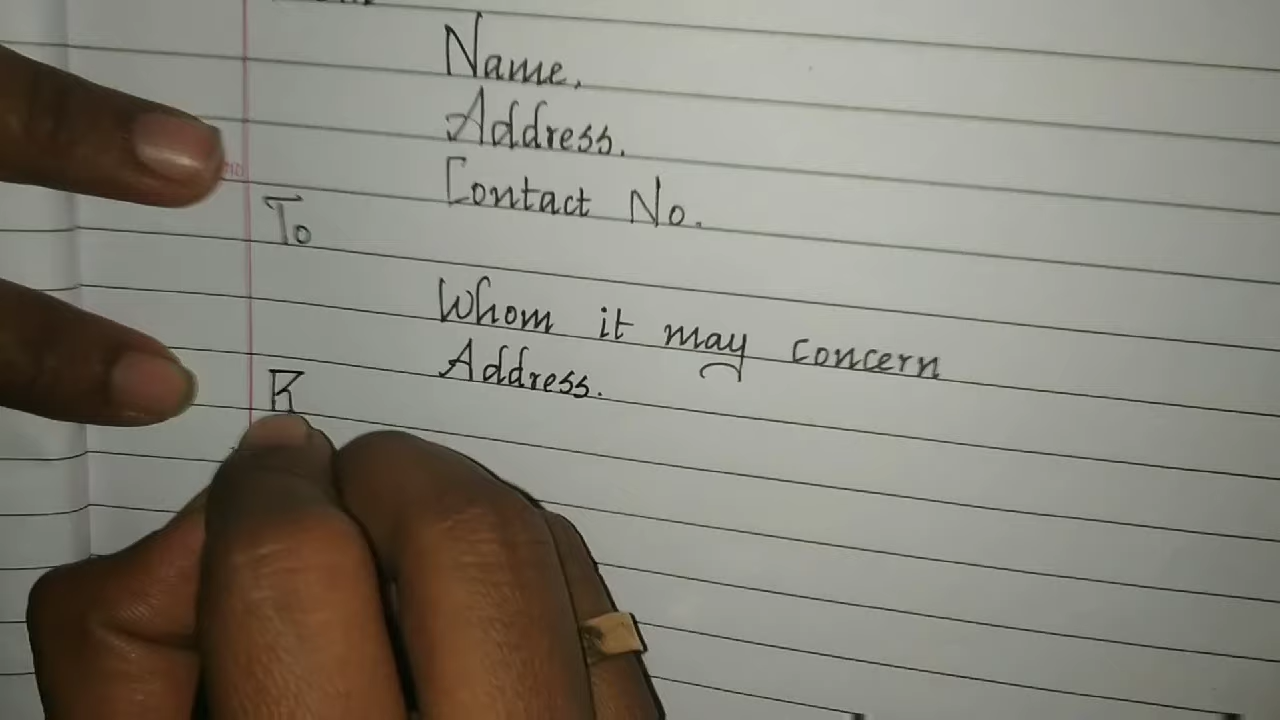 Name,
Address.
Contact No.
To
Whom it may concern
Address.
R